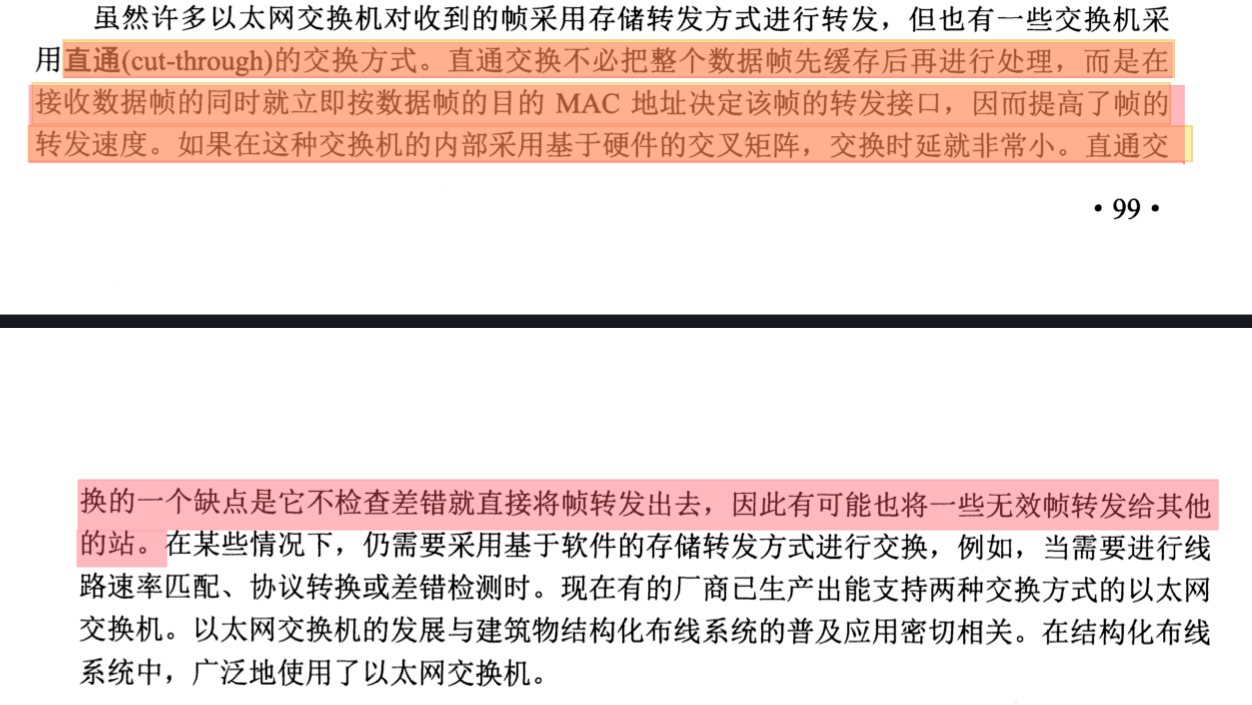 虽然许多以太网交换机对收到的帧采用存储转发方式进行转发，但也有一些交换机采
用直通(cut-through)的交换方式。直通交换不必把整个数据帧先缓存后再进行处理，而是在
接收数据帧的同时就立即按数据帧的目的 MAC 地址决定该帧的转发接口，因而提高了帧的
转发速度。如果在这种交换机的内部采用基于硬件的交叉矩阵，交换时延就非常小。直通交
• 99 •
换的一个缺点是它不检查差错就直接将帧转发出去，因此有可能也将一些无效帧转发给其他
的站。在某些情况下，仍需要采用基于软件的存储转发方式进行交换，例如，当需要进行线
路速率匹配、协议转换或差错检测时。现在有的厂商已生产出能支持两种交换方式的以太网
交换机。以太网交换机的发展与建筑物结构化布线系统的普及应用密切相关。在结构化布线
系统中，广泛地使用了以太网交换机。